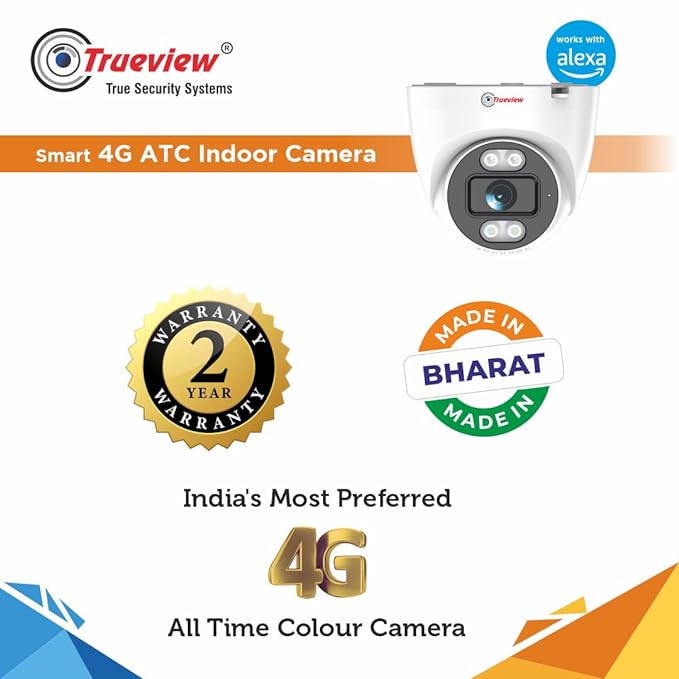 Trueview®
True Security Systems
works with
alexa
Trueview
Smart 4G ATC Indoor Camera
WARRANTY
2
YEAR
WARRANTY
MADE IN
BHARAT
MADE IN
India's Most Preferred
4G
All Time Colour Camera